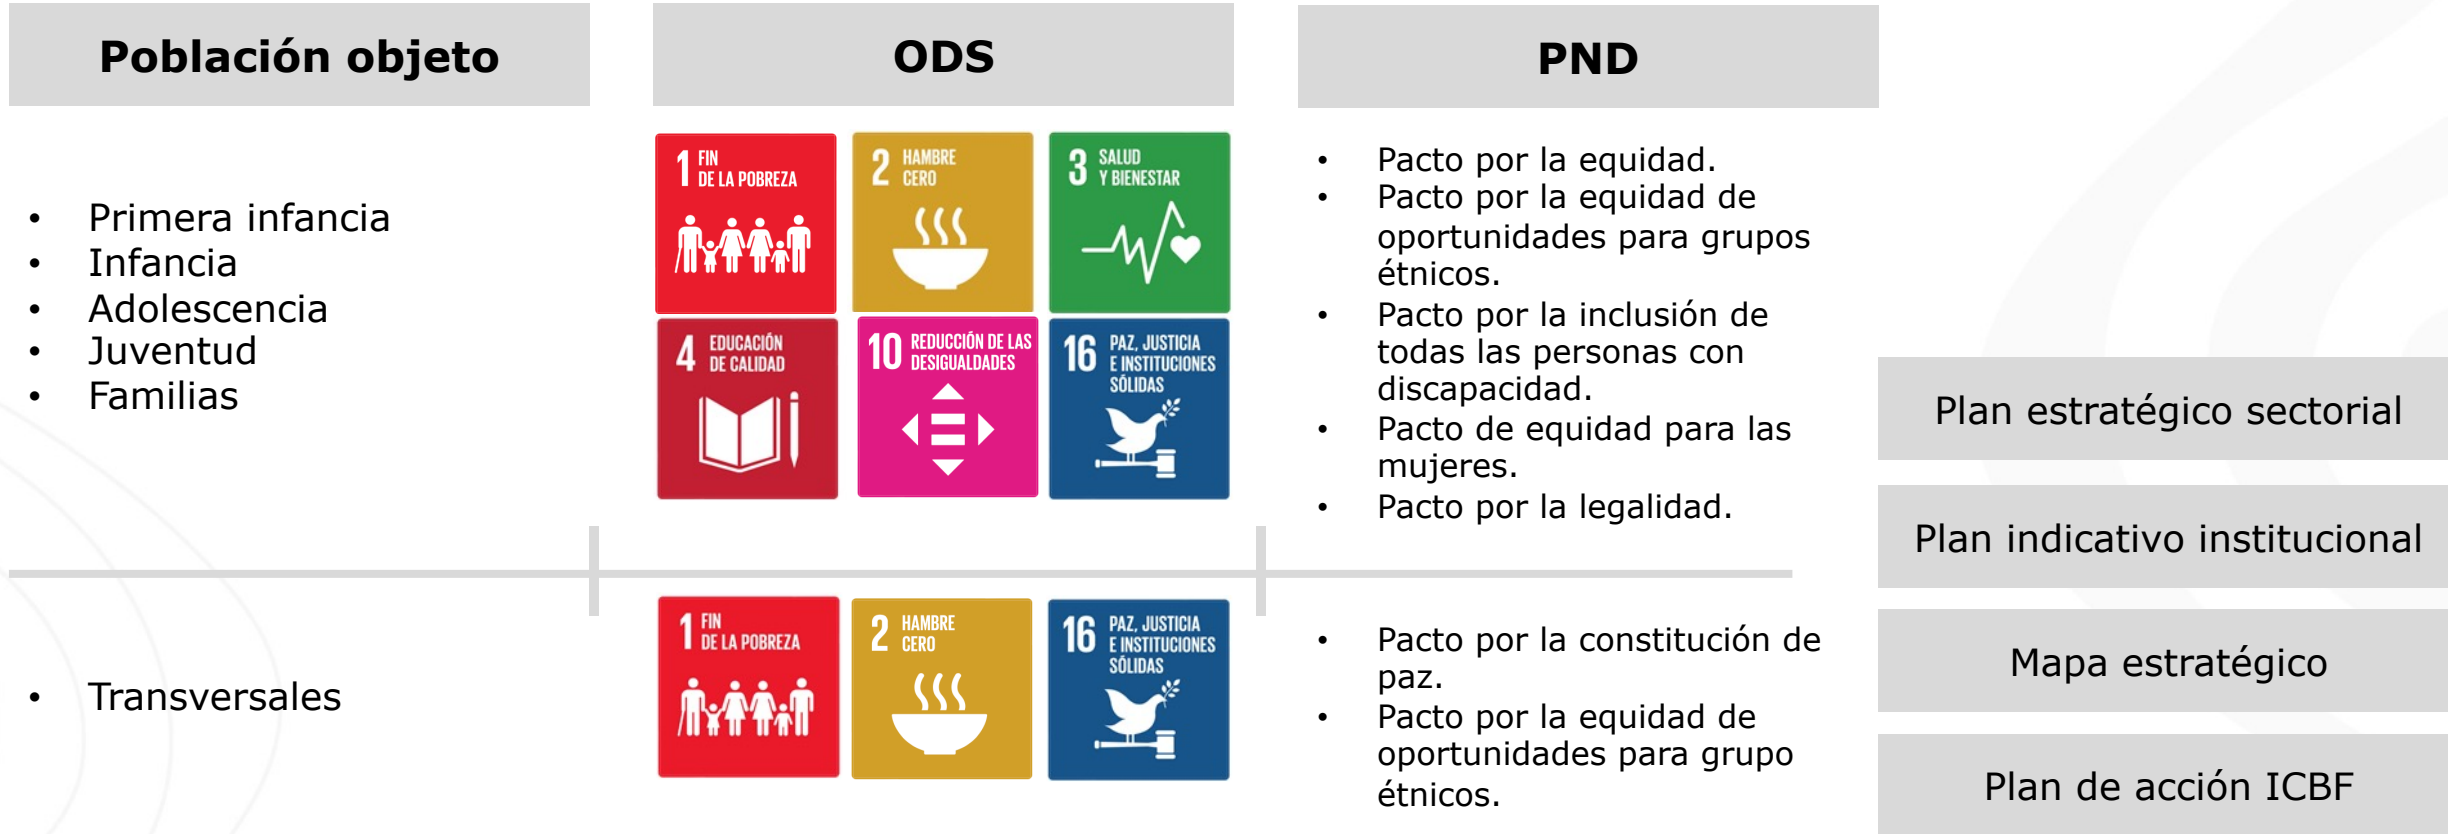 Población objeto
ODS
PND
• Primera infancia
• Infancia
• Adolescencia
• Juventud
• Familias
1 FIN
DE LA POBREZA
2 HAMBRE
CERO
3 SALUD
Y BIENESTAR
4 EDUCACIÓN
DE CALIDAD
10 REDUCCIÓN DE LAS
DESIGUALDADES
16 PAZ, JUSTICIA
E INSTITUCIONES
SÓLIDAS
• Pacto por la equidad.
• Pacto por la equidad de
oportunidades para grupos
étnicos.
• Pacto por la inclusión de
todas las personas con
discapacidad.
• Pacto de equidad para las
mujeres.
• Pacto por la legalidad.
• Transversales
1 FIN
DE LA POBREZA
2 HAMBRE
CERO
16 PAZ, JUSTICIA
E INSTITUCIONES
SÓLIDAS
• Pacto por la constitución de
paz.
• Pacto por la equidad de
oportunidades para grupo
étnicos.
Plan estratégico sectorial
Plan indicativo institucional
Mapa estratégico
Plan de acción ICBF